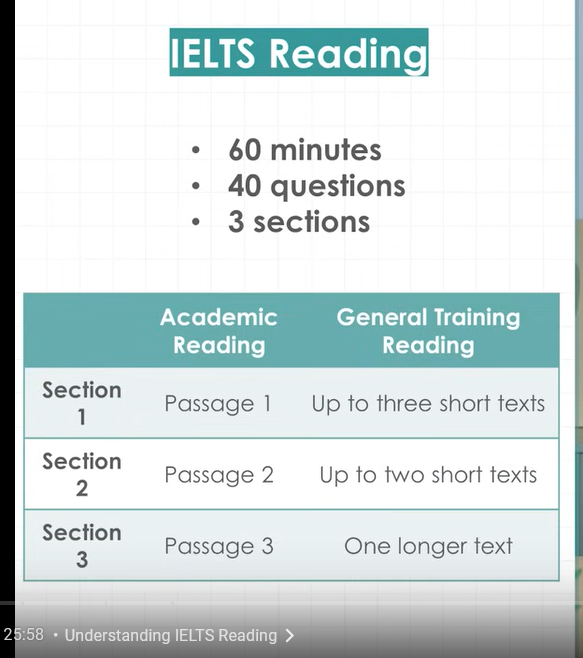 IELTS Reading
• 60 minutes
• 40 questions
• 3 sections
Academic Reading General Training Reading
Section 1 Passage 1 Up to three short texts
Section 2 Passage 2 Up to two short texts
Section 3 Passage 3 One longer text
25:58 • Understanding IELTS Reading >